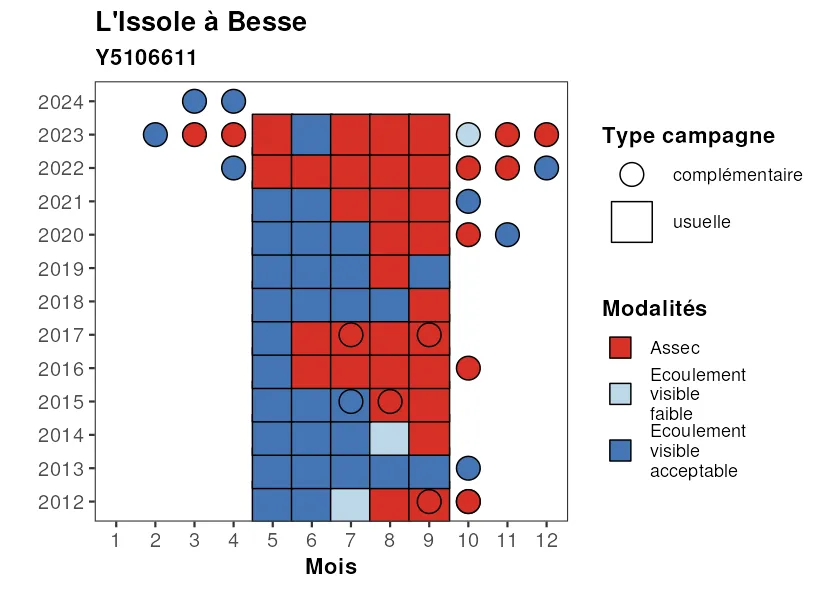 L'Issole à Besse
Y5106611
2024
2023
2022
2021
2020
2019
2018
2017
2016
2015
2014
2013
2012
1 2 3 4 5 6 7 8 9 10 11 12
Mois
Type campagne
complémentaire
usuelle
Modalités
Assec
Ecoulement
visible
faible
Ecoulement
visible
acceptable